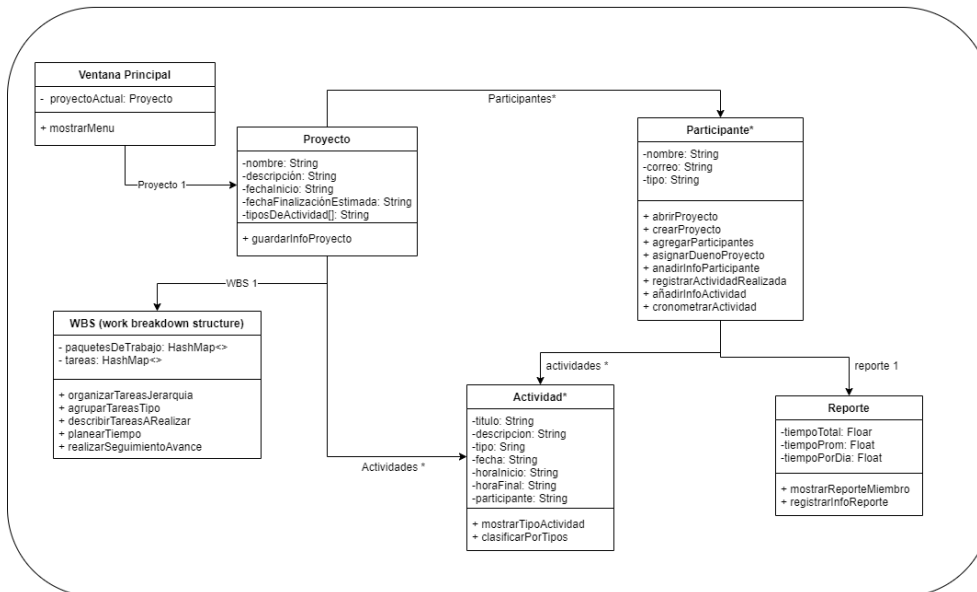 Ventana Principal
- proyectoActual: Proyecto
+ mostrarMenu
Proyecto 1
Proyecto
-nombre: String
-descripción: String
-fechaInicio: String
-fechaFinalizaciónEstimada: String
-tiposDeActividad[]: String
+ guardarInfoProyecto
Participantes*
Participante*
-nombre: String
-correo: String
-tipo: String
+ abrirProyecto
+ crearProyecto
+ agregarParticipantes
+ asignarDuenoProyecto
+ anadirInfoParticipante
+ registrarActividadRealizada
+ añadirInfoActividad
+ cronometrarActividad
WBS 1
WBS (work breakdown structure)
- paquetesDeTrabajo: HashMap<>
- tareas: HashMap<>
+ organizarTareasJerarquia
+ agruparTareasTipo
+ describirTareasARealizar
+ planearTiempo
+ realizarSeguimientoAvance
Actividades *
actividades *
Actividad*
-titulo: String
-descripcion: String
-tipo: Sring
-fecha: String
-horaInicio: String
-horaFinal: String
-participante: String
+ mostrarTipoActividad
+ clasificarPorTipos
reporte 1
Reporte
-tiempoTotal: Floar
-tiempoProm: Float
-tiempoPorDia: Float
+ mostrarReporteMiembro
+ registrarInfoReporte